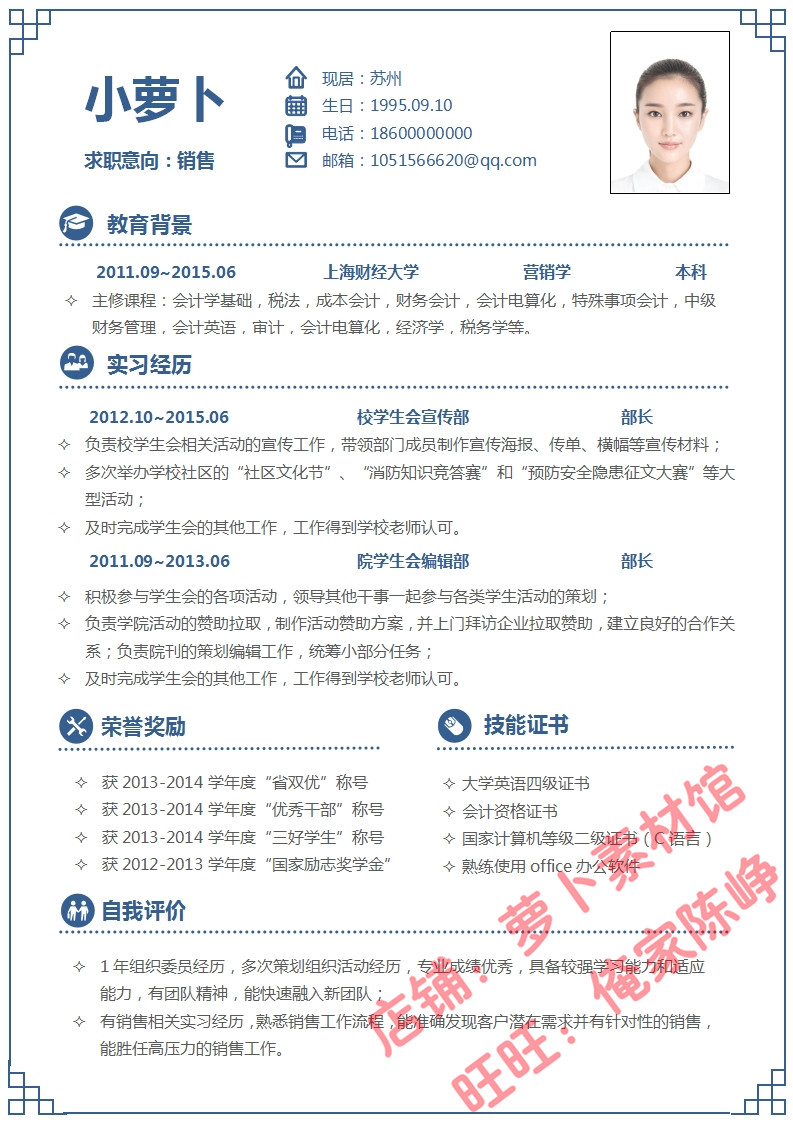 小萝卜
求职意向：销售
现居：苏州
生日：1995.09.10
电话：18600000000
邮箱：1051566620@qq.com
教育背景
2011.09~2015.06 上海财经大学 营销学 本科
✧ 主修课程：会计学基础，税法，成本会计，财务会计，会计电算化，特殊事项会计，中级
财务管理，会计英语，审计，会计电算化，经济学，税务学等。
实习经历
2012.10~2015.06 校学生会宣传部 部长
✧ 负责校学生会相关活动的宣传工作，带领部门成员制作宣传海报、传单、横幅等宣传材料；
✧ 多次举办学校社区的“社区文化节”、“消防知识竞答赛”和“预防安全隐患征文大赛”等大
型活动；
✧ 及时完成学生会的其他工作，工作得到学校老师认可。
2011.09~2013.06 院学生会编辑部 部长
✧ 积极参与学生会的各项活动，领导其他干事一起参与各类学生活动的策划；
✧ 负责学院活动的赞助拉取，制作活动赞助方案，并上门拜访企业拉取赞助，建立良好的合作关
系；负责院刊的策划编辑工作，统筹小部分任务；
✧ 及时完成学生会的其他工作，工作得到学校老师认可。
荣誉奖励
✧ 获 2013-2014 学年度“省双优”称号
✧ 获 2013-2014 学年度“优秀干部”称号
✧ 获 2013-2014 学年度“三好学生”称号
✧ 获 2012-2013 学年度“国家励志奖学金”
技能证书
✧ 大学英语四级证书
✧ 会计资格证书
✧ 国家计算机等级二级证书（C 语言）
✧ 熟练使用 office 办公软件
自我评价
✧ 1 年组织委员经历，多次策划组织活动经历，专业成绩优秀，具备较强学习能力和适应
能力，有团队精神，能快速融入新团队；
✧ 有销售相关实习经历，熟悉销售工作流程，能准确发现客户潜在需求并有针对性的销售，
能胜任高压力的销售工作。
店铺：萝卜素材馆
旺旺：俺家陈峥